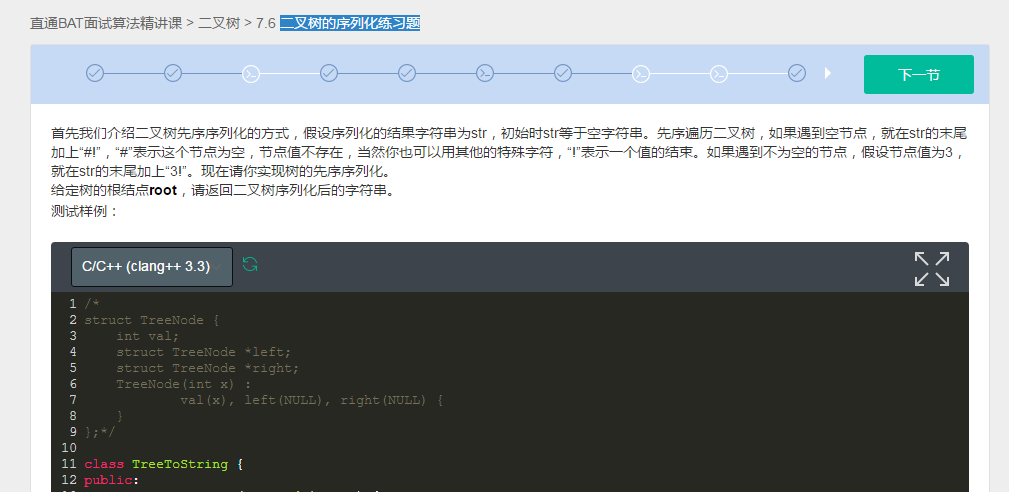 直通BAT面试算法精讲课 > 二叉树 > 7.6 二叉树的序列化练习题
下一节
首先我们介绍二叉树先序序列化的方式，假设序列化的结果字符串为str，初始时str等于空字符串。先序遍历二叉树，如果遇到空节点，就在str的末尾
加上“#!”，“#”表示这个节点为空，节点值不存在，当然你也可以用其他的特殊字符，“!”表示一个值的结束。如果遇到不为空的节点，假设节点值为3，
就在str的末尾加上“3!”。现在请你实现树的先序序列化。
给定树的根结点root，请返回二叉树序列化后的字符串。
测试样例：
C/C++ (clang++ 3.3)
1 /*
2 struct TreeNode {
3 int val;
4 struct TreeNode *left;
5 struct TreeNode *right;
6 TreeNode(int x) :
7 val(x), left(NULL), right(NULL) {
8 }
9 };*/
10
11 class TreeToString {
12 public: